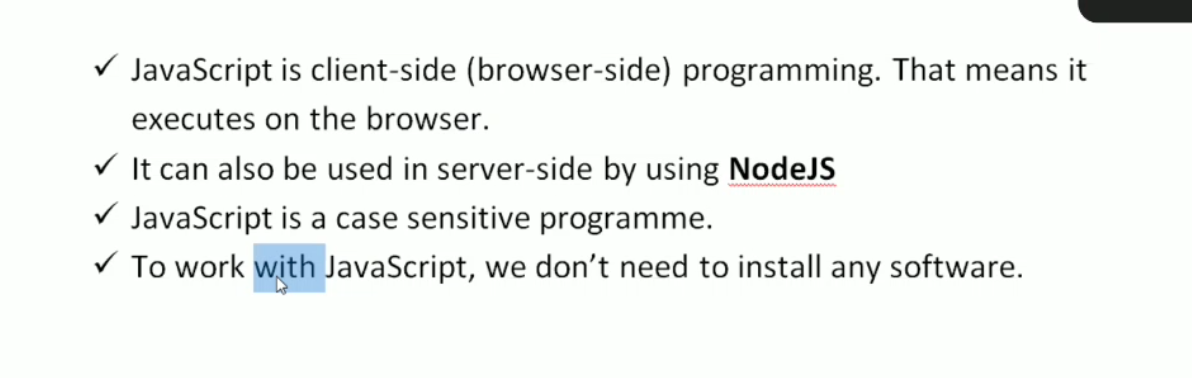 ✓ JavaScript is client-side (browser-side) programming. That means it
executes on the browser.
✓ It can also be used in server-side by using NodeJS
✓ JavaScript is a case sensitive programme.
✓ To work with JavaScript, we don’t need to install any software.